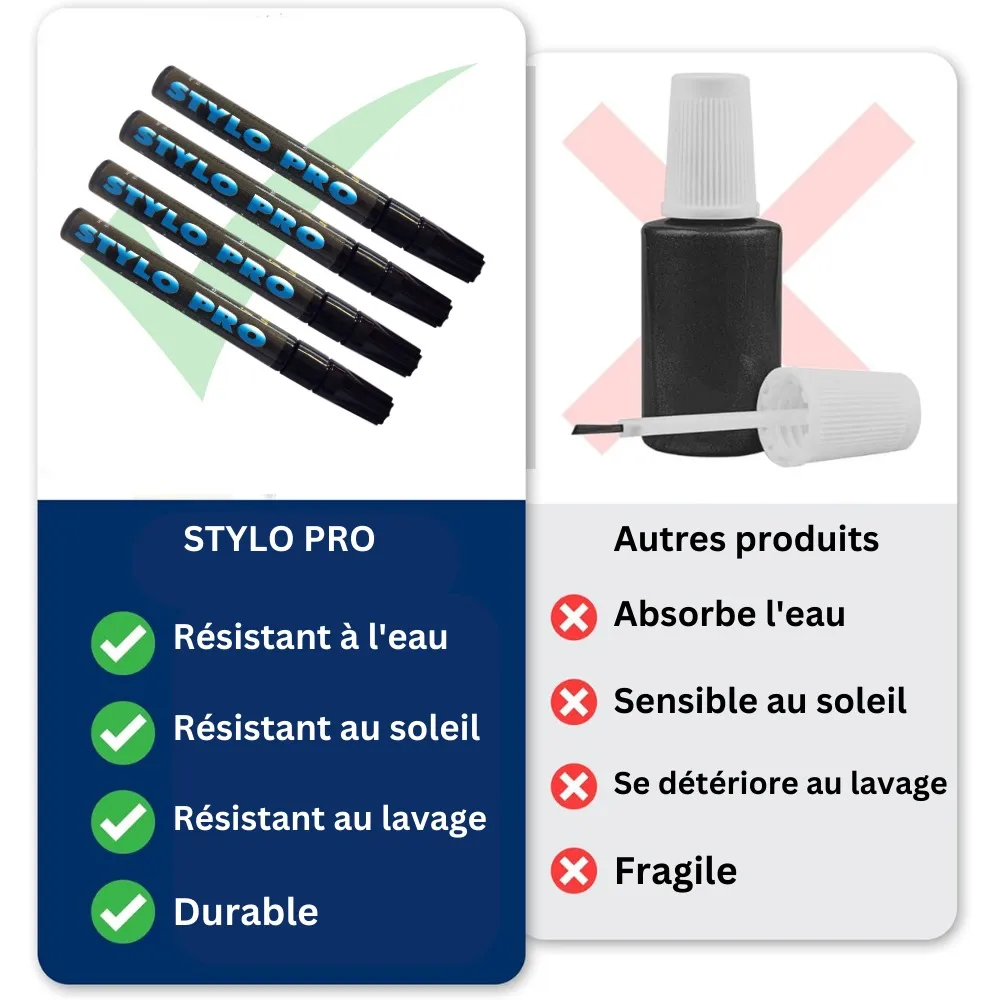 STYLO PRO
STYLO PRO
STYLO PRO
STYLO PRO
STYLO PRO
Résistant à l'eau
Résistant au soleil
Résistant au lavage
Durable
Autres produits
Absorbe l'eau
Sensible au soleil
Se détériore au lavage
Fragile